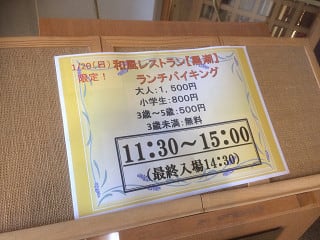 1/20(日)和風レストラン【黒潮】
限定!
ランチバイキング
大人:1,500円
小学生:800円
3歳~5歳:500円
3歳未満:無料
11:30~15:00
(最終入場14:30)